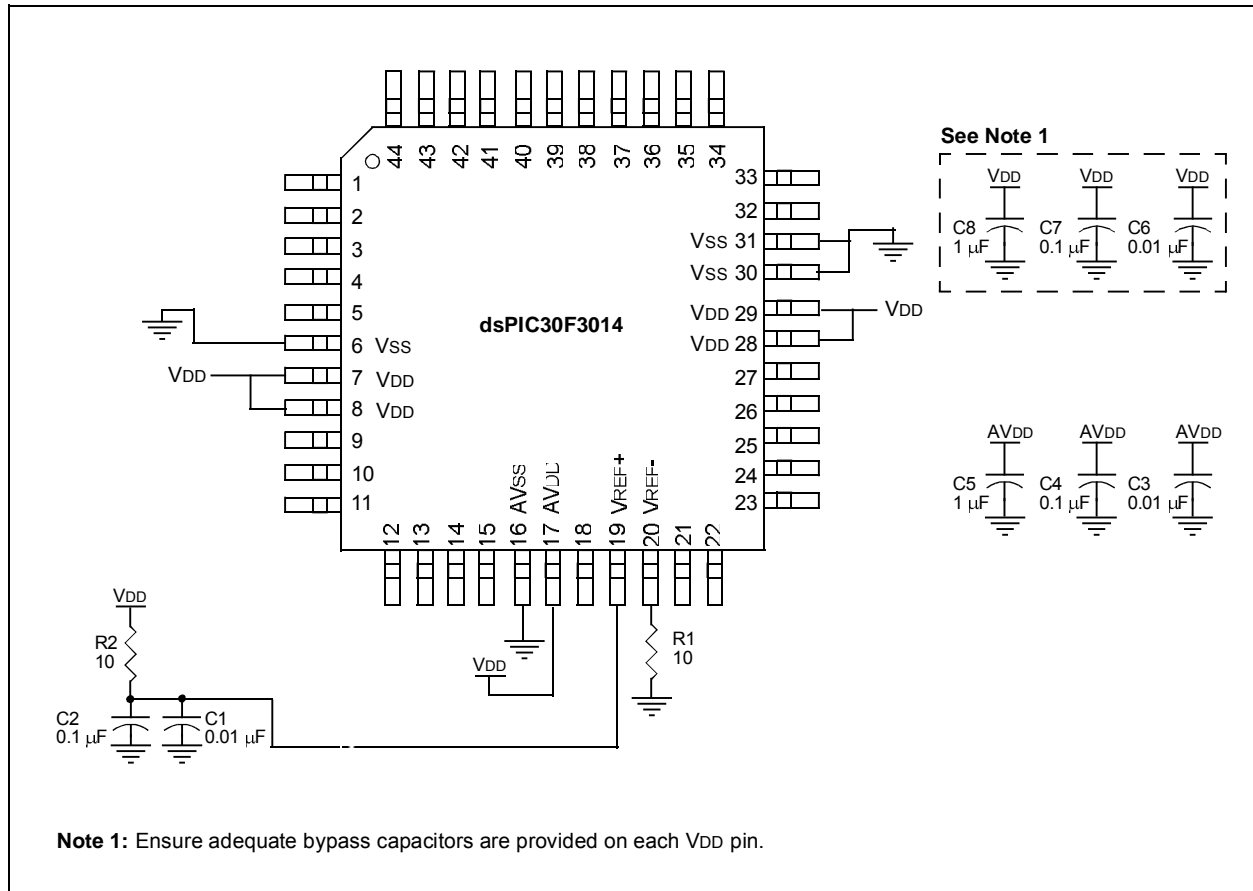 44 43 42 41 40 39 38 37 36 35 34
See Note 1
VDD VDD VDD
C8 C7 C6
1 μF 0.1 μF 0.01 μF
1
2
3
4
5
6 VSS
7 VDD
8 VDD
9
10
11
VDD
dsPIC30F3014
33
32
VSS 31
VSS 30
VDD 29
VDD 28
27
26
25
24
23
VDD
AVDD AVDD AVDD
C5 C4 C3
1 μF 0.1 μF 0.01 μF
AVSS AVDD VREF+ VREF-
12 13 14 15 16 17 18 19 20 21 22
VDD
R2
10
C2 C1
0.1 μF 0.01 μF
VDD
R1
10
Note 1: Ensure adequate bypass capacitors are provided on each VDD pin.